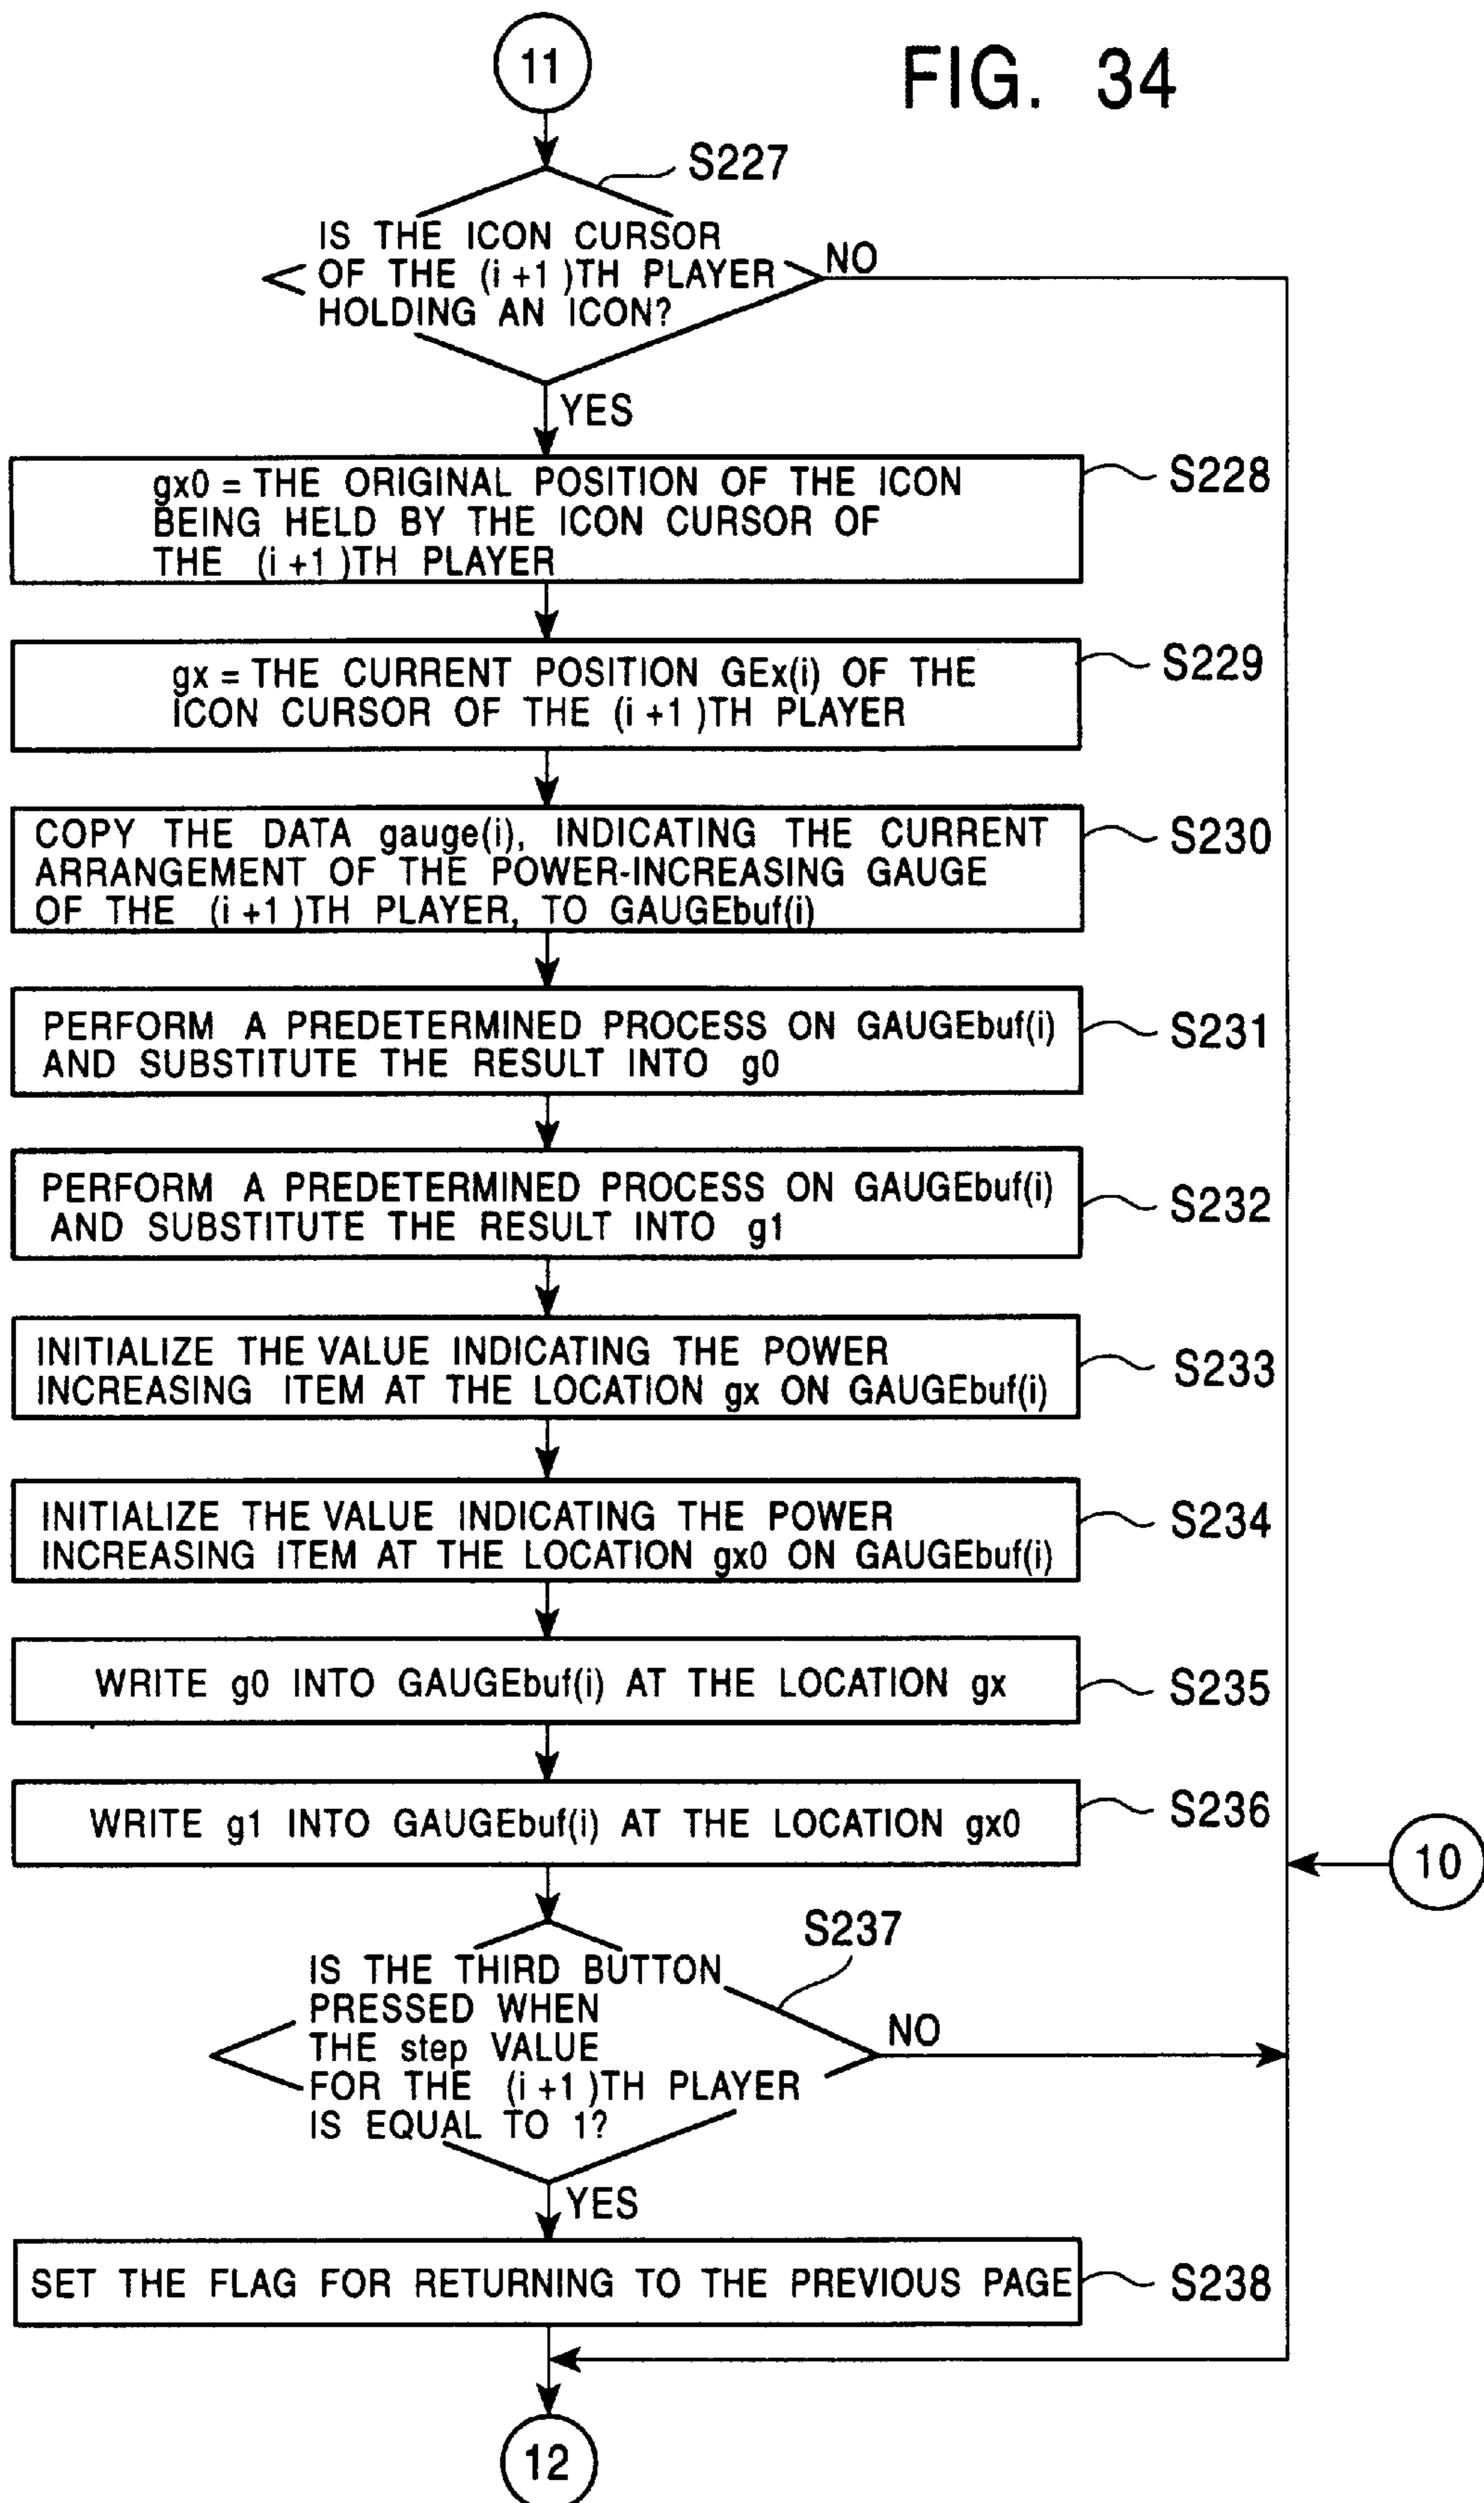 11
FIG. 34
S227
IS THE ICON CURSOR
OF THE (i+1)TH PLAYER
HOLDING AN ICON?
NO
YES
gx0 = THE ORIGINAL POSITION OF THE ICON
BEING HELD BY THE ICON CURSOR OF
THE (i+1)TH PLAYER
S228
gx = THE CURRENT POSITION GEx(i) OF THE
ICON CURSOR OF THE (i+1)TH PLAYER
S229
COPY THE DATA gauge(i), INDICATING THE CURRENT
ARRANGEMENT OF THE POWER-INCREASING GAUGE
OF THE (i+1)TH PLAYER, TO GAUGEbuf(i)
S230
PERFORM A PREDETERMINED PROCESS ON GAUGEbuf(i)
AND SUBSTITUTE THE RESULT INTO g0
S231
PERFORM A PREDETERMINED PROCESS ON GAUGEbuf(i)
AND SUBSTITUTE THE RESULT INTO g1
S232
INITIALIZE THE VALUE INDICATING THE POWER
INCREASING ITEM AT THE LOCATION gx ON GAUGEbuf(i)
S233
INITIALIZE THE VALUE INDICATING THE POWER
INCREASING ITEM AT THE LOCATION gx0 ON GAUGEbuf(i)
S234
WRITE g0 INTO GAUGEbuf(i) AT THE LOCATION gx
S235
WRITE g1 INTO GAUGEbuf(i) AT THE LOCATION gx0
S236
10
S237
IS THE THIRD BUTTON
PRESSED WHEN
THE step VALUE
FOR THE (i+1)TH PLAYER
IS EQUAL TO 1?
NO
YES
SET THE FLAG FOR RETURNING TO THE PREVIOUS PAGE
S238
12